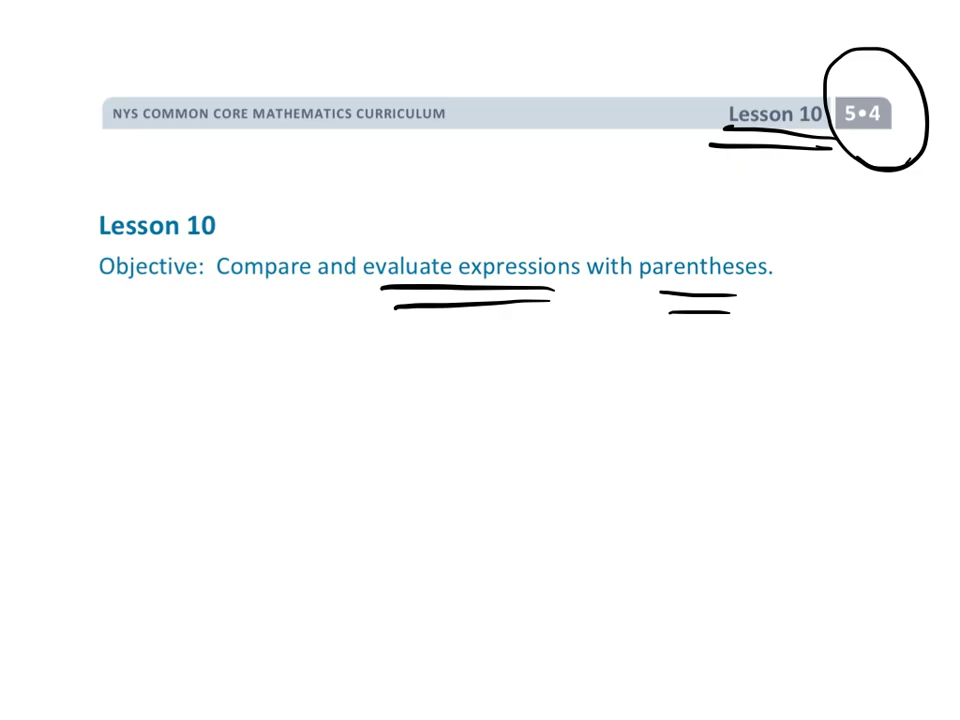 NYS COMMON CORE MATHEMATICS CURRICULUM Lesson 10 5•4
Lesson 10
Objective: Compare and evaluate expressions with parentheses.